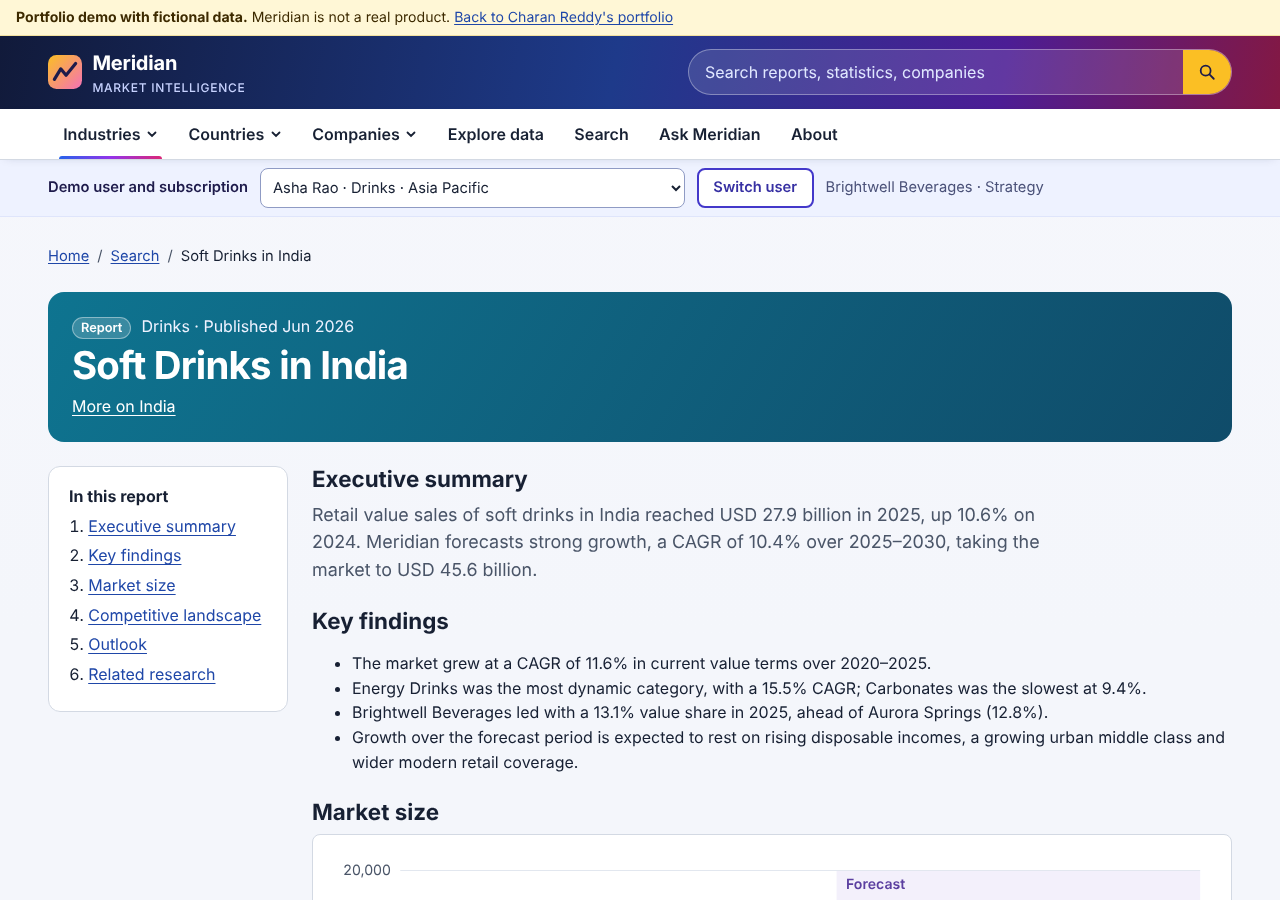 Portfolio demo with fictional data. Meridian is not a real product. Back to Charan Reddy's portfolio
Meridian
MARKET INTELLIGENCE
Search reports, statistics, companies
Industries Countries Companies Explore data Search Ask Meridian About
Demo user and subscription Asha Rao · Drinks · Asia Pacific Switch user Brightwell Beverages · Strategy
Home / Search / Soft Drinks in India
Report Drinks · Published Jun 2026
Soft Drinks in India
More on India
In this report
1. Executive summary
2. Key findings
3. Market size
4. Competitive landscape
5. Outlook
6. Related research
Executive summary
Retail value sales of soft drinks in India reached USD 27.9 billion in 2025, up 10.6% on
2024. Meridian forecasts strong growth, a CAGR of 10.4% over 2025–2030, taking the
market to USD 45.6 billion.
Key findings
• The market grew at a CAGR of 11.6% in current value terms over 2020–2025.
• Energy Drinks was the most dynamic category, with a 15.5% CAGR; Carbonates was the slowest at 9.4%.
• Brightwell Beverages led with a 13.1% value share in 2025, ahead of Aurora Springs (12.8%).
• Growth over the forecast period is expected to rest on rising disposable incomes, a growing urban middle class and
wider modern retail coverage.
Market size
20,000
Forecast